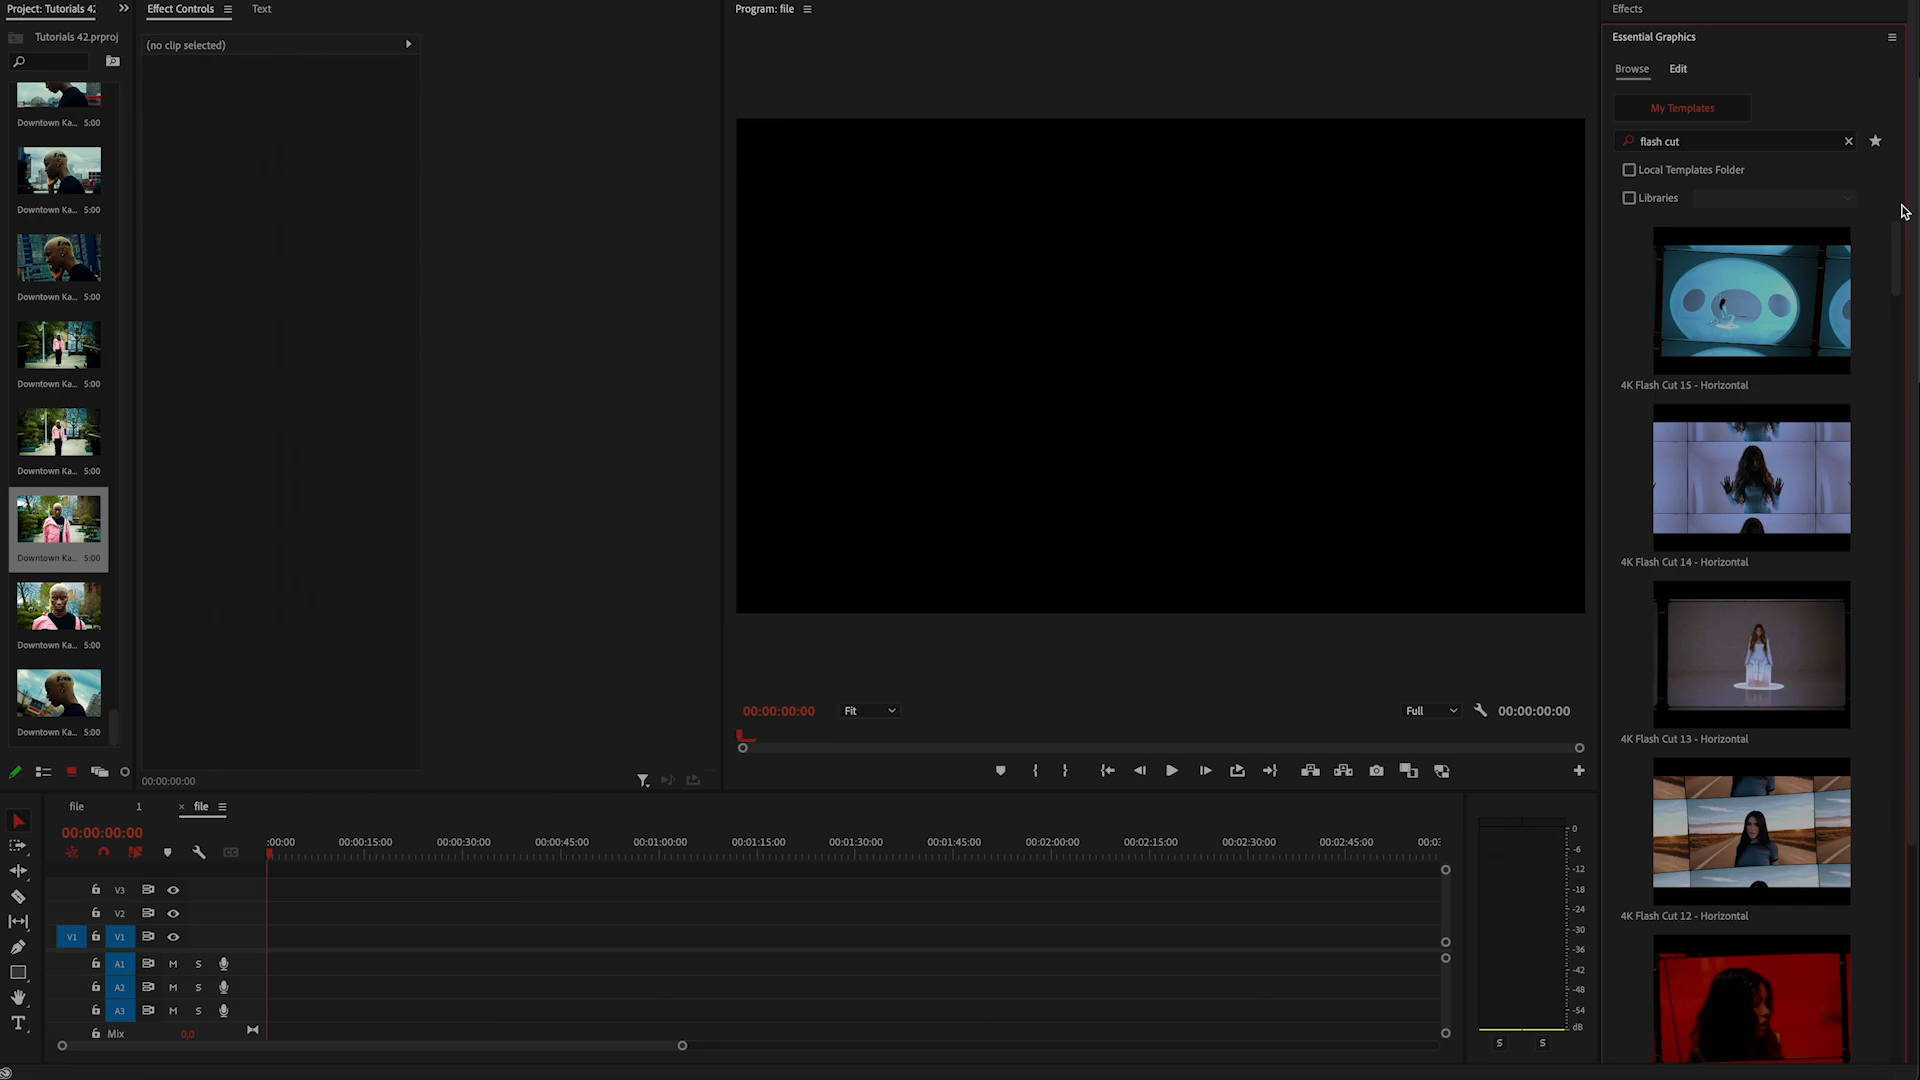 Project: Tutorials 42
Effect Controls
Text
Program: file
Effects
Tutorials 42.prproj
(no clip selected)
Essential Graphics
Browse
Edit
My Templates
flash cut
Local Templates Folder
Libraries
Downtown Ka... 5:00
Downtown Ka... 5:00
Downtown Ka... 5:00
Downtown Ka... 5:00
Downtown Ka... 5:00
Downtown Ka... 5:00
Downtown Ka... 5:00
Downtown Ka... 5:00
4K Flash Cut 15 - Horizontal
4K Flash Cut 14 - Horizontal
4K Flash Cut 13 - Horizontal
4K Flash Cut 12 - Horizontal
00:00:00:00
Fit
Full
00:00:00:00
00:00:00:00
file
1
× file
00:00:00:00
:00:00
00:00:15:00
00:00:30:00
00:00:45:00
00:01:00:00
00:01:15:00
00:01:30:00
00:01:45:00
00:02:00:00
00:02:15:00
00:02:30:00
00:02:45:00
00:03
CC
V3
V2
V1 V1
A1 M S
A2 M S
A3 M S
Mix 0,0
0
-6
-12
-18
-24
-30
-36
-42
-48
-54
dB
S S